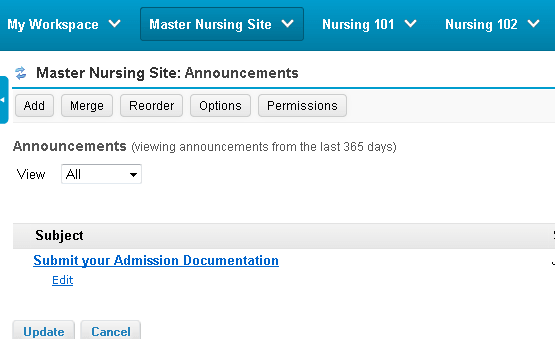 My Workspace Master Nursing Site Nursing 101 Nursing 102
Master Nursing Site: Announcements
Add Merge Reorder Options Permissions
Announcements (viewing announcements from the last 365 days)
View All
Subject
Submit your Admission Documentation
Edit
Update Cancel